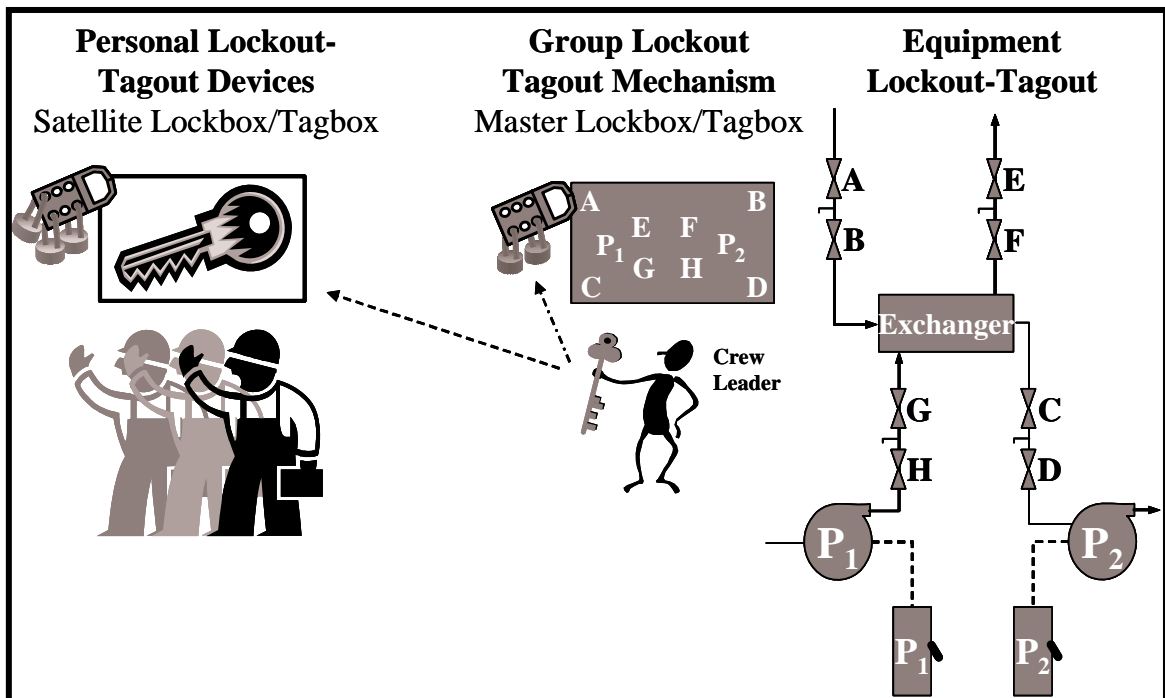 Personal Lockout-
Tagout Devices
Satellite Lockbox/Tagbox
Group Lockout
Tagout Mechanism
Master Lockbox/Tagbox
A B
E F
P1 P2
G H
C D
Crew
Leader
Equipment
Lockout-Tagout
A E
B F
Exchanger
G C
H D
P1 P2
P1 P2